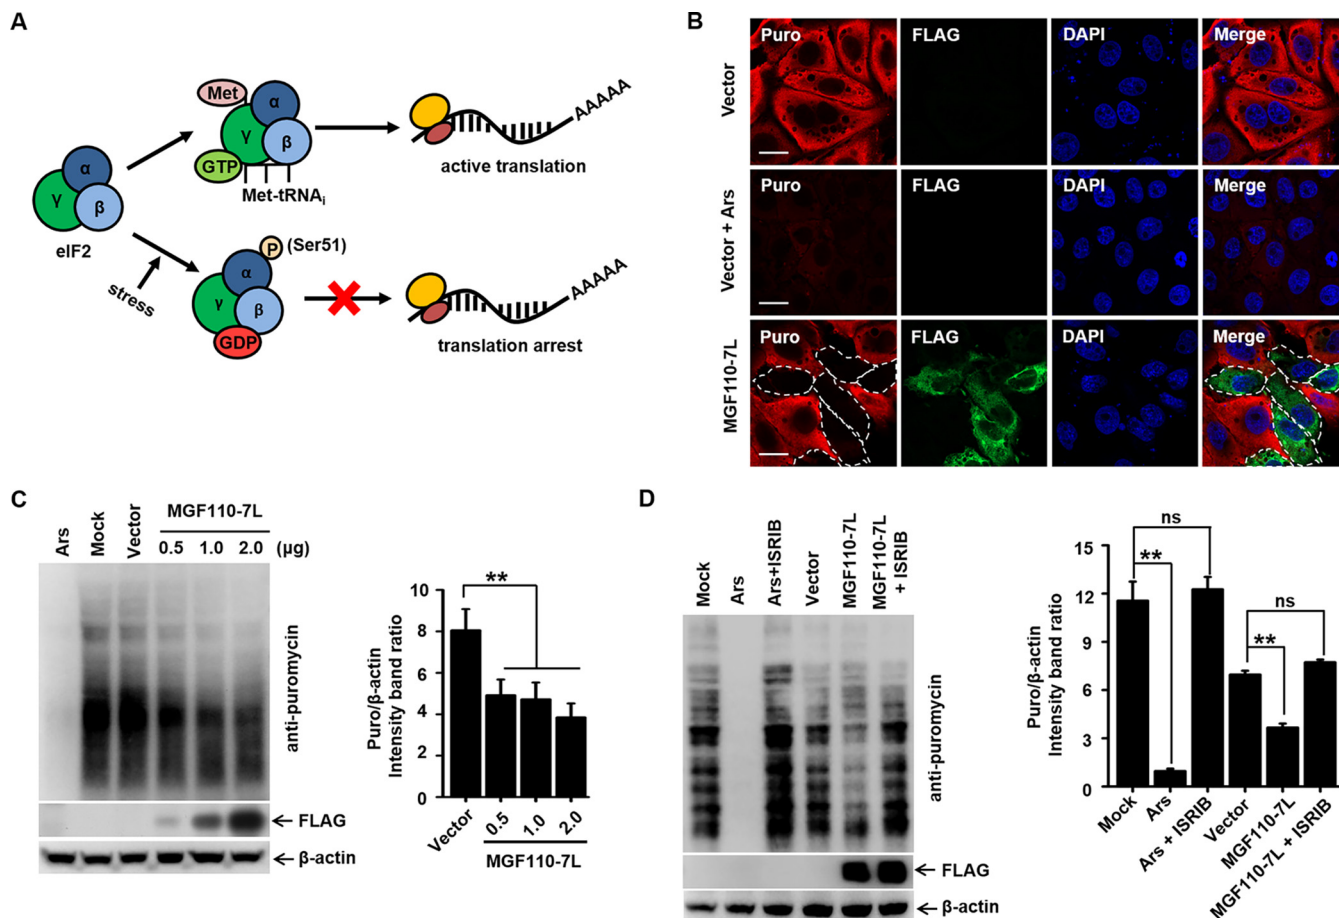 A
Met
α
γ
β
GTP
Met-tRNAi
AAAAA
active translation
α
γ
β
eIF2
stress
P (Ser51)
α
γ
β
GDP
AAAAA
translation arrest
B
Vector
Puro
FLAG
DAPI
Merge
Vector + Ars
Puro
FLAG
DAPI
Merge
MGF110-7L
Puro
FLAG
DAPI
Merge
C
Ars
Mock
Vector
MGF110-7L
0.5 1.0 2.0 (μg)
anti-puromycin
FLAG
β-actin
Puro/β-actin
Intensity band ratio
10
8
6
4
2
0
**
Vector
0.5
1.0
2.0
MGF110-7L
D
Mock
Ars
Ars+ISRIB
Vector
MGF110-7L
MGF110-7L
+ ISRIB
anti-puromycin
FLAG
β-actin
Puro/β-actin
Intensity band ratio
15
12
9
6
3
0
ns
**
ns
**
Mock
Ars
Ars + ISRIB
Vector
MGF110-7L
MGF110-7L + ISRIB